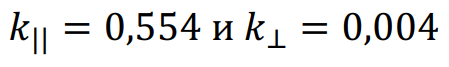 k|| = 0,554 и k⊥ = 0,004